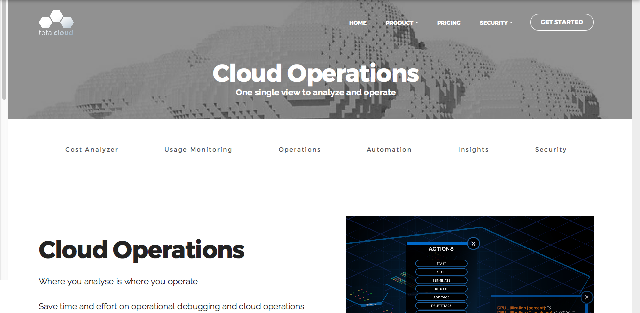 HOME PRODUCT PRICING SECURITY GET STARTED
totalcloud
Cloud Operations
One single view to analyze and operate
Cost Analyzer Usage Monitoring Operations Automation Insights Security
Cloud Operations
Where you analyse is where you operate
Save time and effort on operational debugging and cloud operations
ACTIONS
X
X